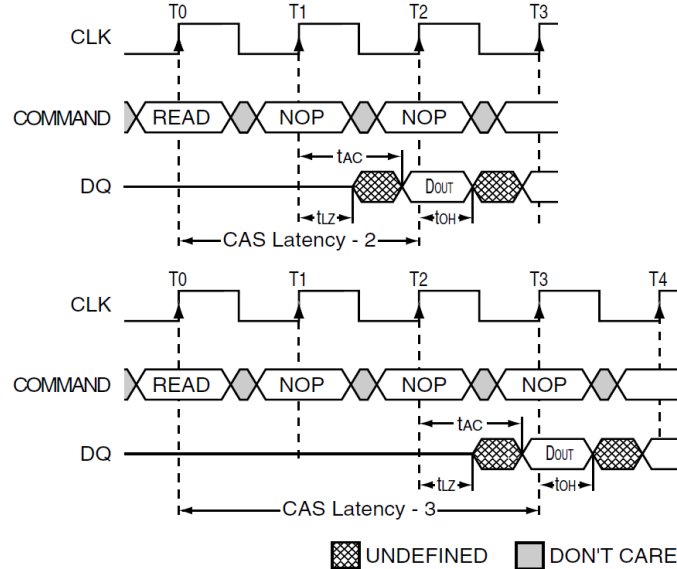 T0 T1 T2 T3
CLK
COMMAND READ NOP NOP
tAC
DQ DOUT
tLZ tOH
CAS Latency - 2
T0 T1 T2 T3 T4
CLK
COMMAND READ NOP NOP NOP
tAC
DQ DOUT
tLZ tOH
CAS Latency - 3
UNDEFINED DON'T CARE